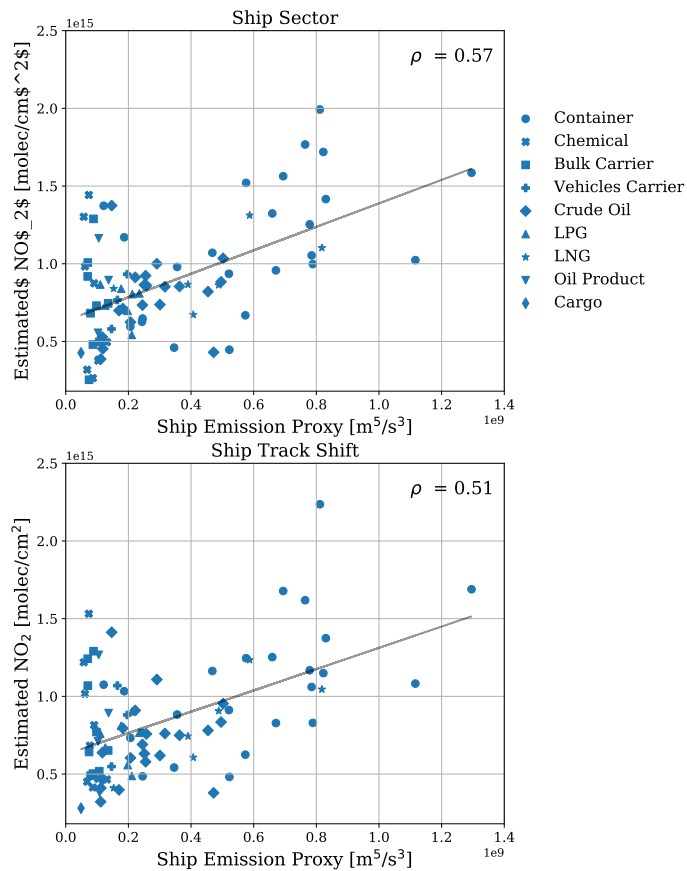 Ship Sector
1e15
ρ = 0.57
2.5
2.0
1.5
1.0
0.5
Estimated$ NO$_2$ [molec/cm$^2$]
0.0 0.2 0.4 0.6 0.8 1.0 1.2 1.4
1e9
Ship Emission Proxy [m⁵/s³]
Container
Chemical
Bulk Carrier
Vehicles Carrier
Crude Oil
LPG
LNG
Oil Product
Cargo
Ship Track Shift
1e15
ρ = 0.51
2.5
2.0
1.5
1.0
0.5
Estimated NO₂ [molec/cm²]
0.0 0.2 0.4 0.6 0.8 1.0 1.2 1.4
1e9
Ship Emission Proxy [m⁵/s³]